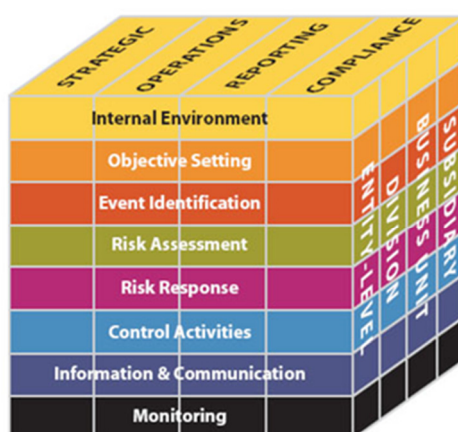 STRATEGIC
OPERATIONS
REPORTING
COMPLIANCE
Internal Environment
Objective Setting
Event Identification
Risk Assessment
Risk Response
Control Activities
Information & Communication
Monitoring
ENTITY-LEVEL
DIVISION
BUSINESS UNIT
SUBSIDIARY